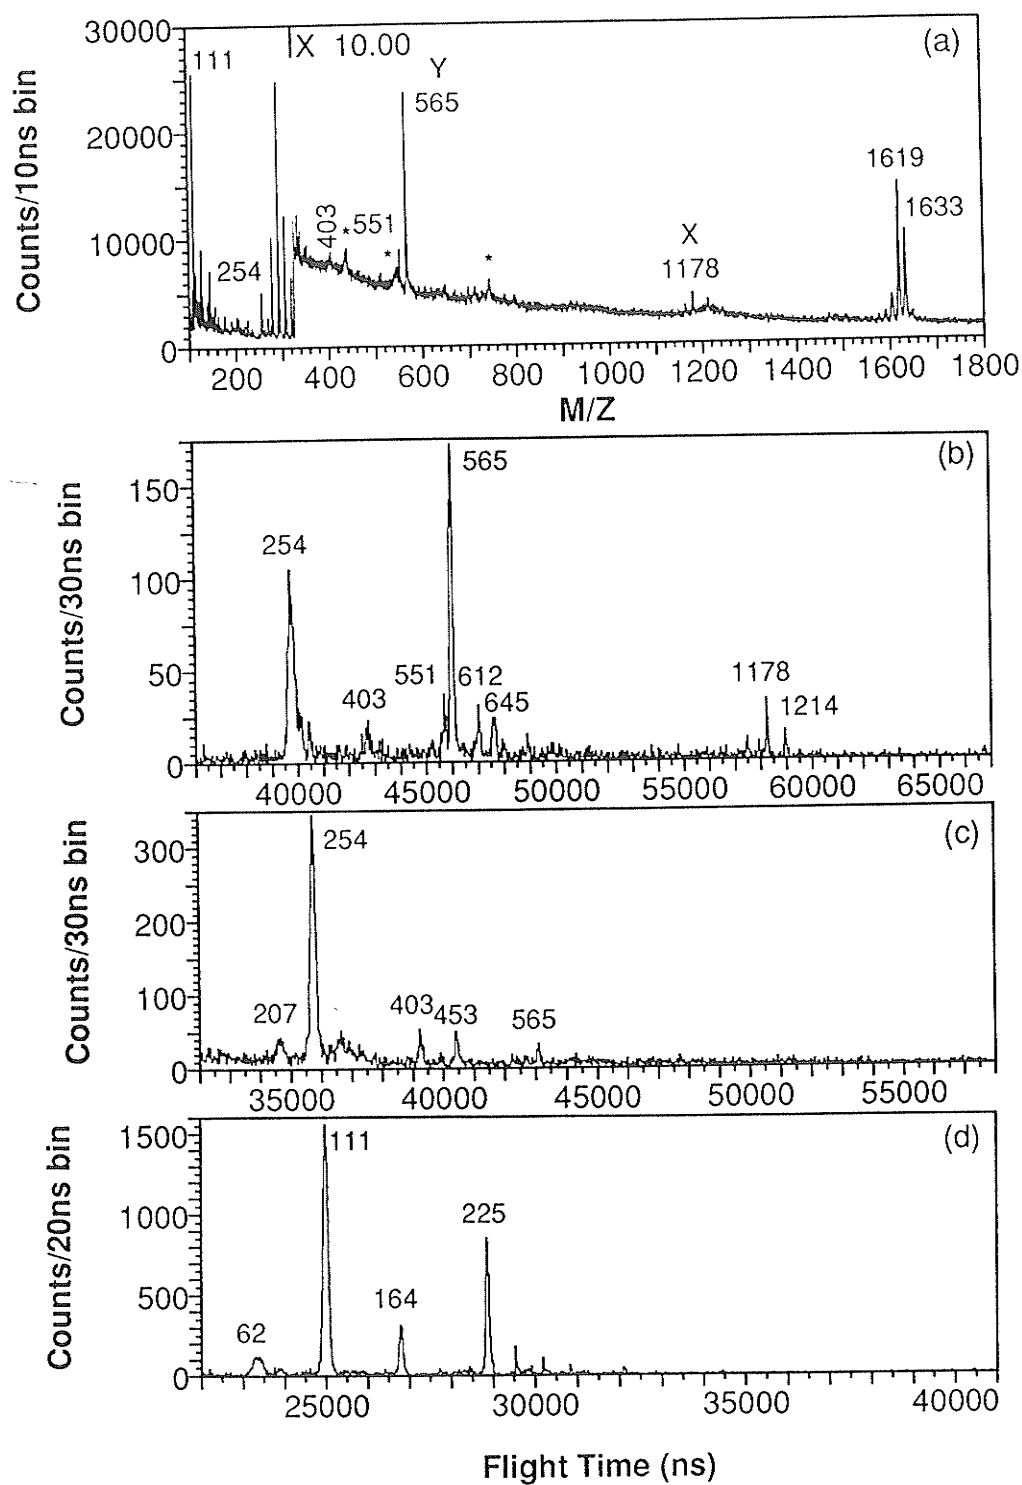 30000
X 10.00
(a)
111
Y
565
Counts/10ns bin
20000
1619
1633
10000
403
*
551
*
*
X
1178
254
0
200 400 600 800 1000 1200 1400 1600 1800
M/Z
(b)
565
Counts/30ns bin
150
254
100
50
551
612
403
645
1178
1214
0
40000 45000 50000 55000 60000 65000
(c)
254
Counts/30ns bin
300
200
100
207
403
453
565
0
35000 40000 45000 50000 55000
(d)
111
Counts/20ns bin
1500
1000
225
500
164
62
0
25000 30000 35000 40000
Flight Time (ns)